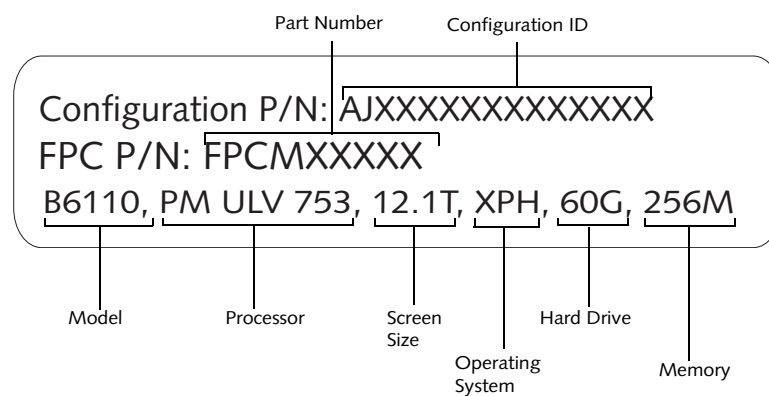 Part Number
Configuration ID
Configuration P/N: AJXXXXXXXXXXXXX
FPC P/N: FPCMXXXXX
B6110, PM ULV 753, 12.1T, XPH, 60G, 256M
Model
Processor
Screen
Size
Hard Drive
Operating
System
Memory